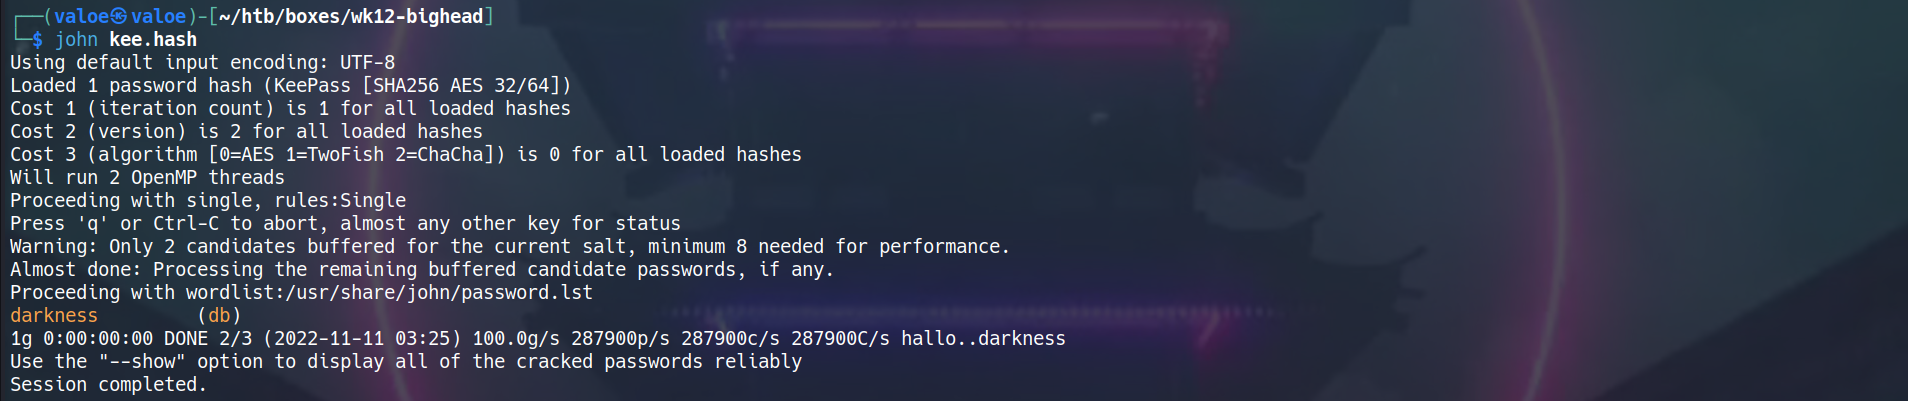 ┌──(valoe㉿valoe)-[~/htb/boxes/wk12-bighead]
└─$ john kee.hash
Using default input encoding: UTF-8
Loaded 1 password hash (KeePass [SHA256 AES 32/64])
Cost 1 (iteration count) is 1 for all loaded hashes
Cost 2 (version) is 2 for all loaded hashes
Cost 3 (algorithm [0=AES 1=TwoFish 2=ChaCha]) is 0 for all loaded hashes
Will run 2 OpenMP threads
Proceeding with single, rules:Single
Press 'q' or Ctrl-C to abort, almost any other key for status
Warning: Only 2 candidates buffered for the current salt, minimum 8 needed for performance.
Almost done: Processing the remaining buffered candidate passwords, if any.
Proceeding with wordlist:/usr/share/john/password.lst
darkness         (db)
1g 0:00:00:00 DONE 2/3 (2022-11-11 03:25) 100.0g/s 287900p/s 287900c/s 287900C/s hallo..darkness
Use the "--show" option to display all of the cracked passwords reliably
Session completed.